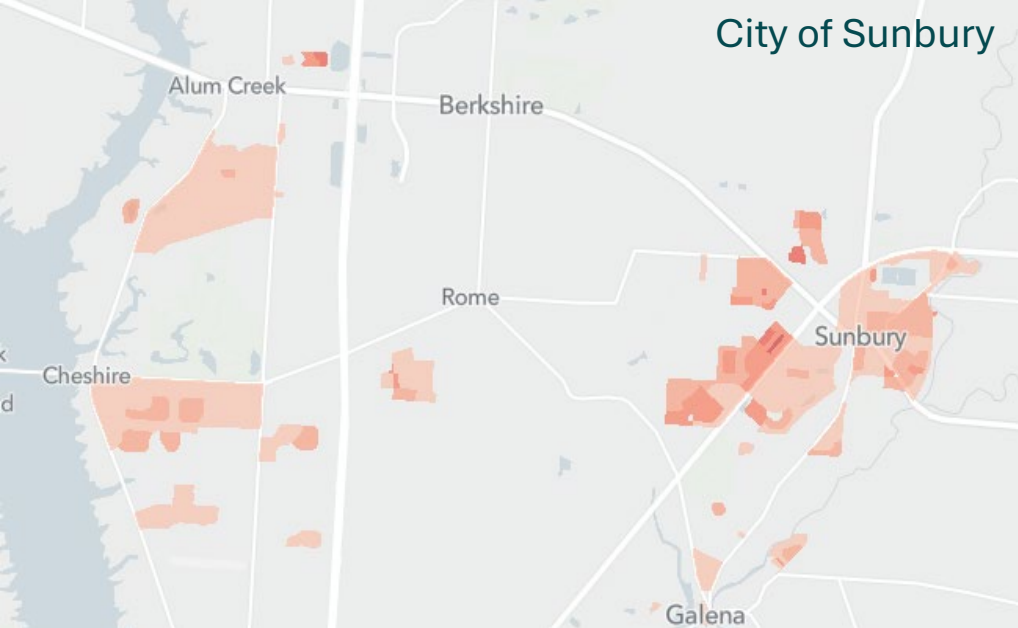 City of Sunbury
Alum Creek
Berkshire
Rome
Sunbury
k
Cheshire
d
Galena